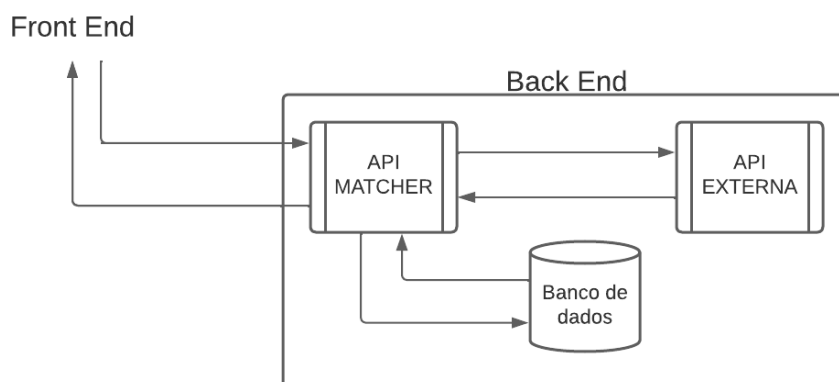 Front End
Back End
API
MATCHER
API
EXTERNA
Banco de
dados